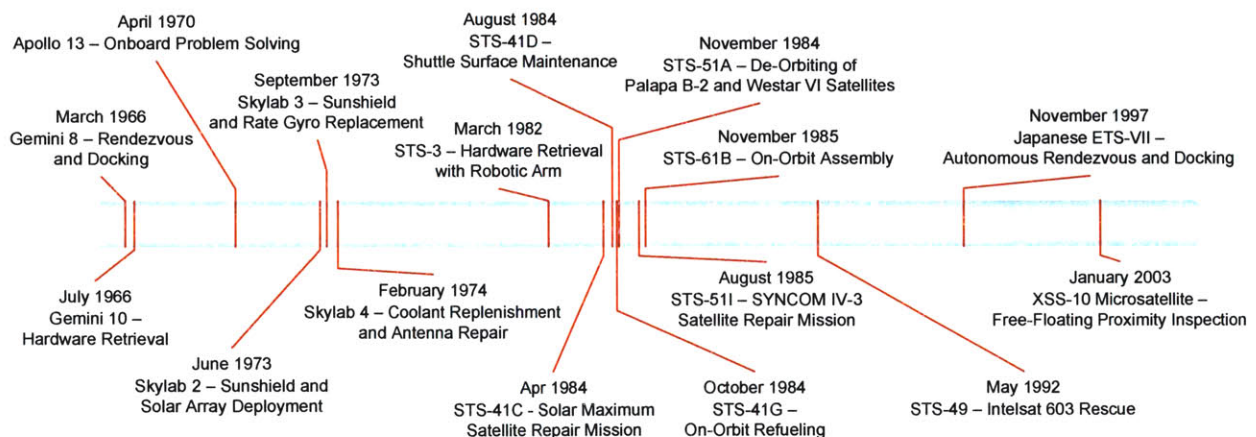 April 1970
Apollo 13 – Onboard Problem Solving
August 1984
STS-41D –
Shuttle Surface Maintenance
November 1984
STS-51A – De-Orbiting of
Palapa B-2 and Westar VI Satellites
September 1973
Skylab 3 – Sunshield
and Rate Gyro Replacement
March 1966
Gemini 8 – Rendezvous
and Docking
March 1982
STS-3 – Hardware Retrieval
with Robotic Arm
November 1985
STS-61B – On-Orbit Assembly
November 1997
Japanese ETS-VII –
Autonomous Rendezvous and Docking
July 1966
Gemini 10 –
Hardware Retrieval
February 1974
Skylab 4 – Coolant Replenishment
and Antenna Repair
August 1985
STS-51I – SYNCOM IV-3
Satellite Repair Mission
January 2003
XSS-10 Microsatellite –
Free-Floating Proximity Inspection
June 1973
Skylab 2 – Sunshield and
Solar Array Deployment
Apr 1984
STS-41C - Solar Maximum
Satellite Repair Mission
October 1984
STS-41G –
On-Orbit Refueling
May 1992
STS-49 – Intelsat 603 Rescue